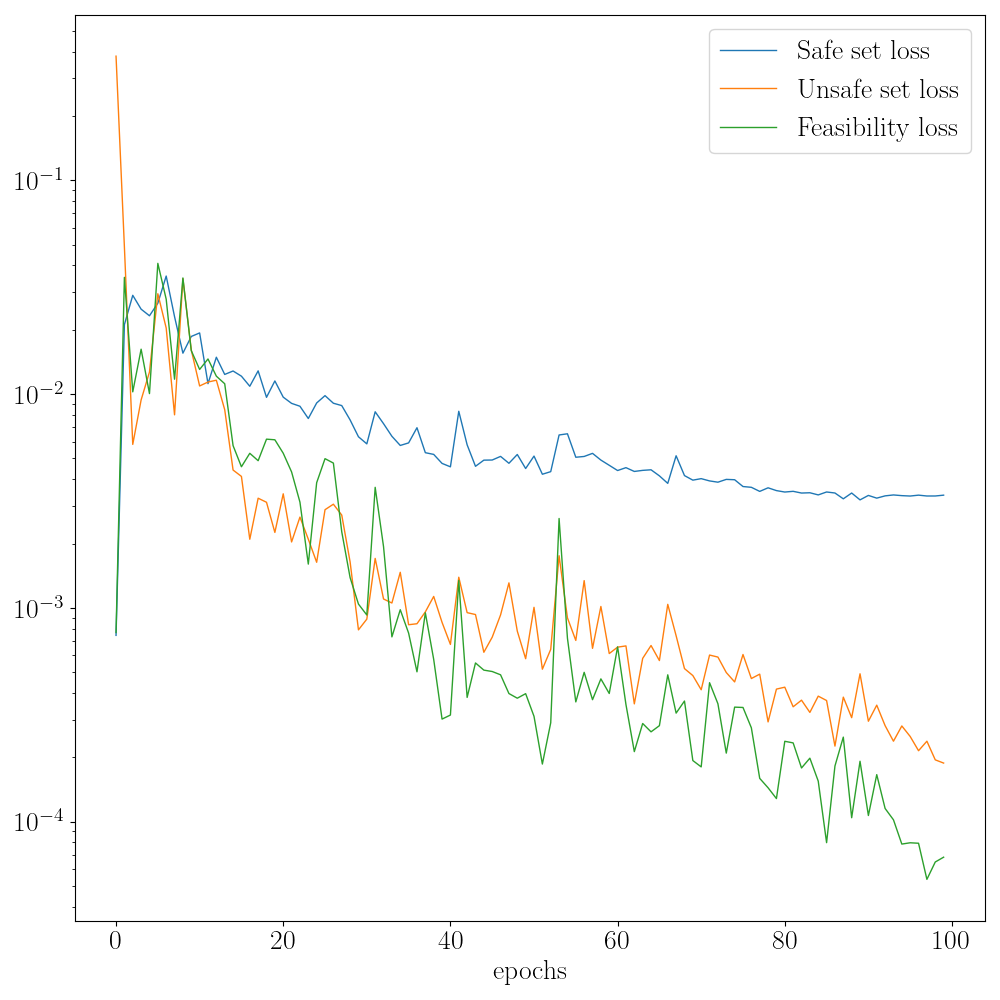 Safe set loss
Unsafe set loss
Feasibility loss
10⁻¹
10⁻²
10⁻³
10⁻⁴
0 20 40 60 80 100
epochs